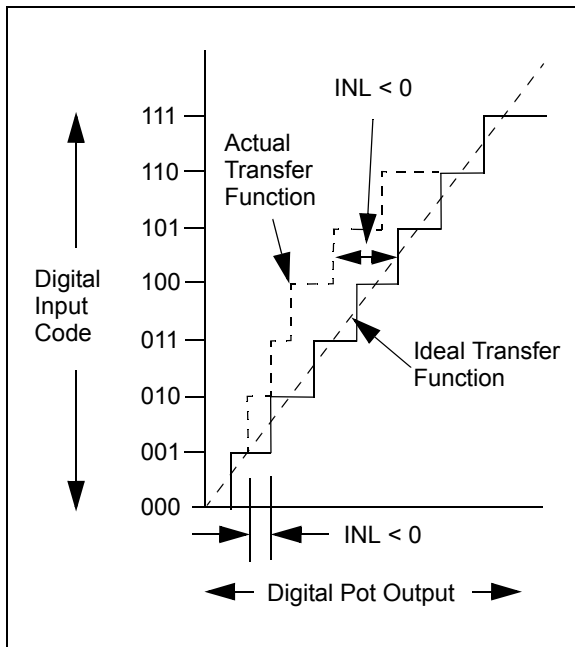 INL < 0
111
Actual
Transfer
Function
110
101
Digital
Input
Code
100
011
Ideal Transfer
Function
010
001
000
INL < 0
Digital Pot Output